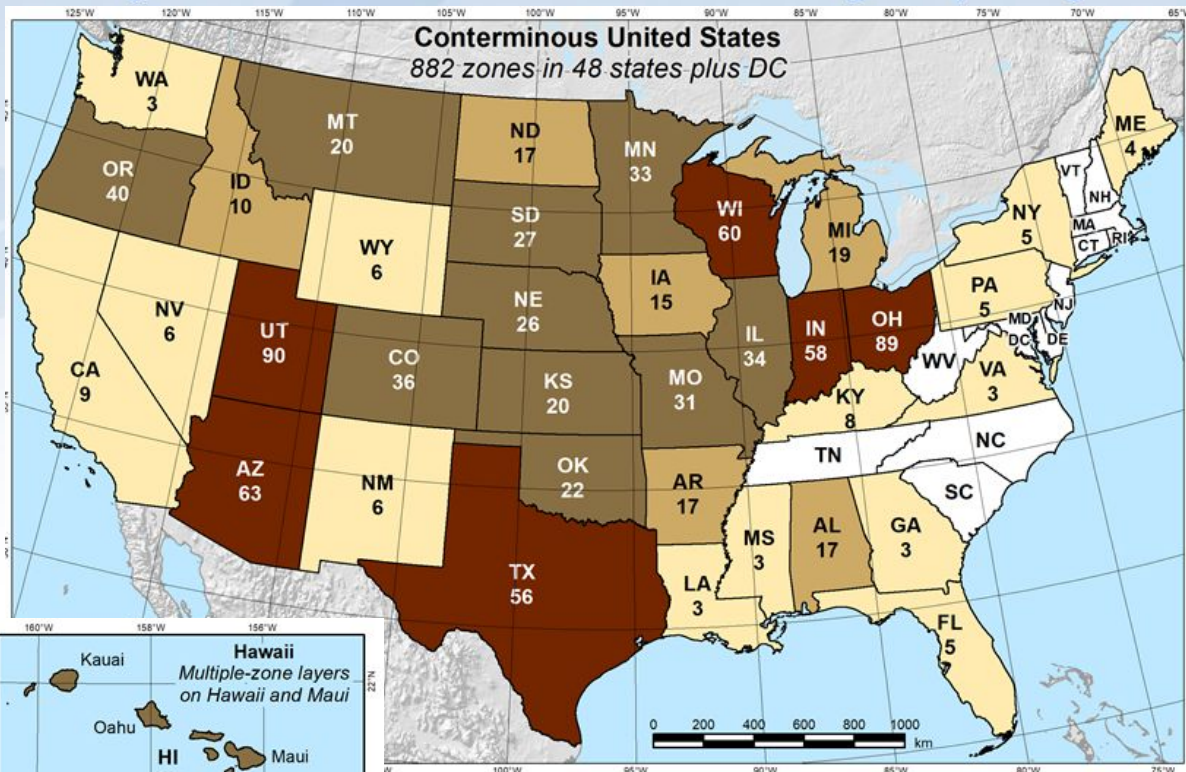 125°W 120°W 115°W 110°W 105°W 100°W 95°W 90°W 85°W 80°W 75°W 70°W 65°W
Conterminous United States
882 zones in 48 states plus DC
WA
3
MT
20
ND
17
MN
33
ME
4
OR
40
ID
10
SD
27
WI
60
MI
19
VT
NH
NY
5
MA
CT
RI
WY
6
IA
15
PA
5
NJ
NV
6
UT
90
NE
26
IL
34
IN
58
OH
89
MD
DC
DE
WV
VA
3
CA
9
CO
36
KS
20
MO
31
KY
8
NC
TN
AZ
63
NM
6
OK
22
AR
17
SC
MS
3
AL
17
GA
3
TX
56
LA
3
FL
5
160°W 158°W 156°W
Hawaii
Multiple-zone layers
on Hawaii and Maui
Kauai
22°N
Oahu
HI
Maui
0 200 400 600 800 1000
km
100°W 95°W 90°W 85°W 80°W 75°W